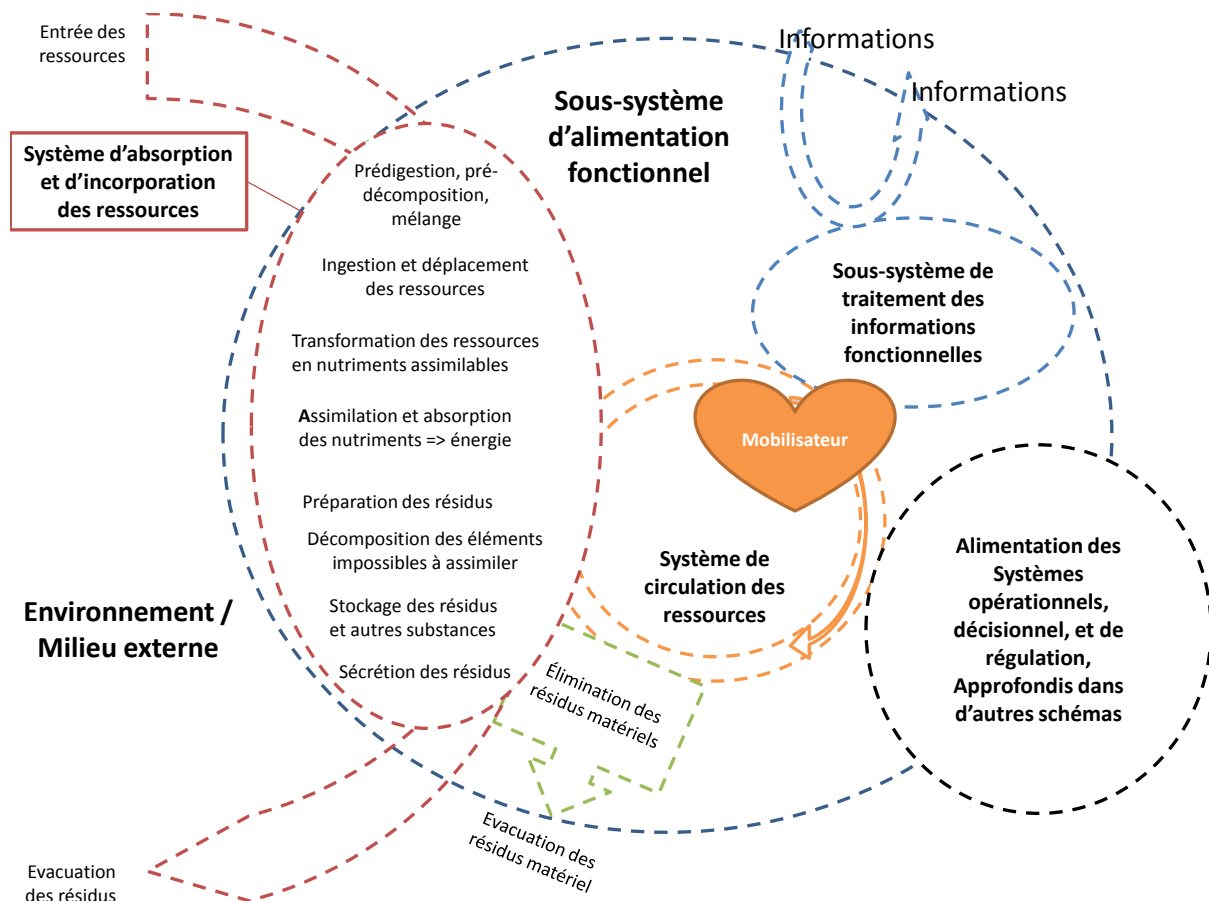 Entrée des
ressources
Système d'absorption
et d'incorporation
des ressources
Prédigestion, pré-
décomposition,
mélange
Ingestion et déplacement
des ressources
Transformation des ressources
en nutriments assimilables
Assimilation et absorption
des nutriments => énergie
Préparation des résidus
Décomposition des éléments
impossibles à assimiler
Stockage des résidus
et autres substances
Sécrétion des résidus
Sous-système
d'alimentation
fonctionnel
Informations
Informations
Sous-système de
traitement des
informations
fonctionnelles
Mobilisateur
Système de
circulation des
ressources
Alimentation des
Systèmes
opérationnels,
décisionnel, et de
régulation,
Approfondis dans
d'autres schémas
Environnement /
Milieu externe
Élimination des
résidus matériels
Evacuation des
résidus matériel
Evacuation
des résidus